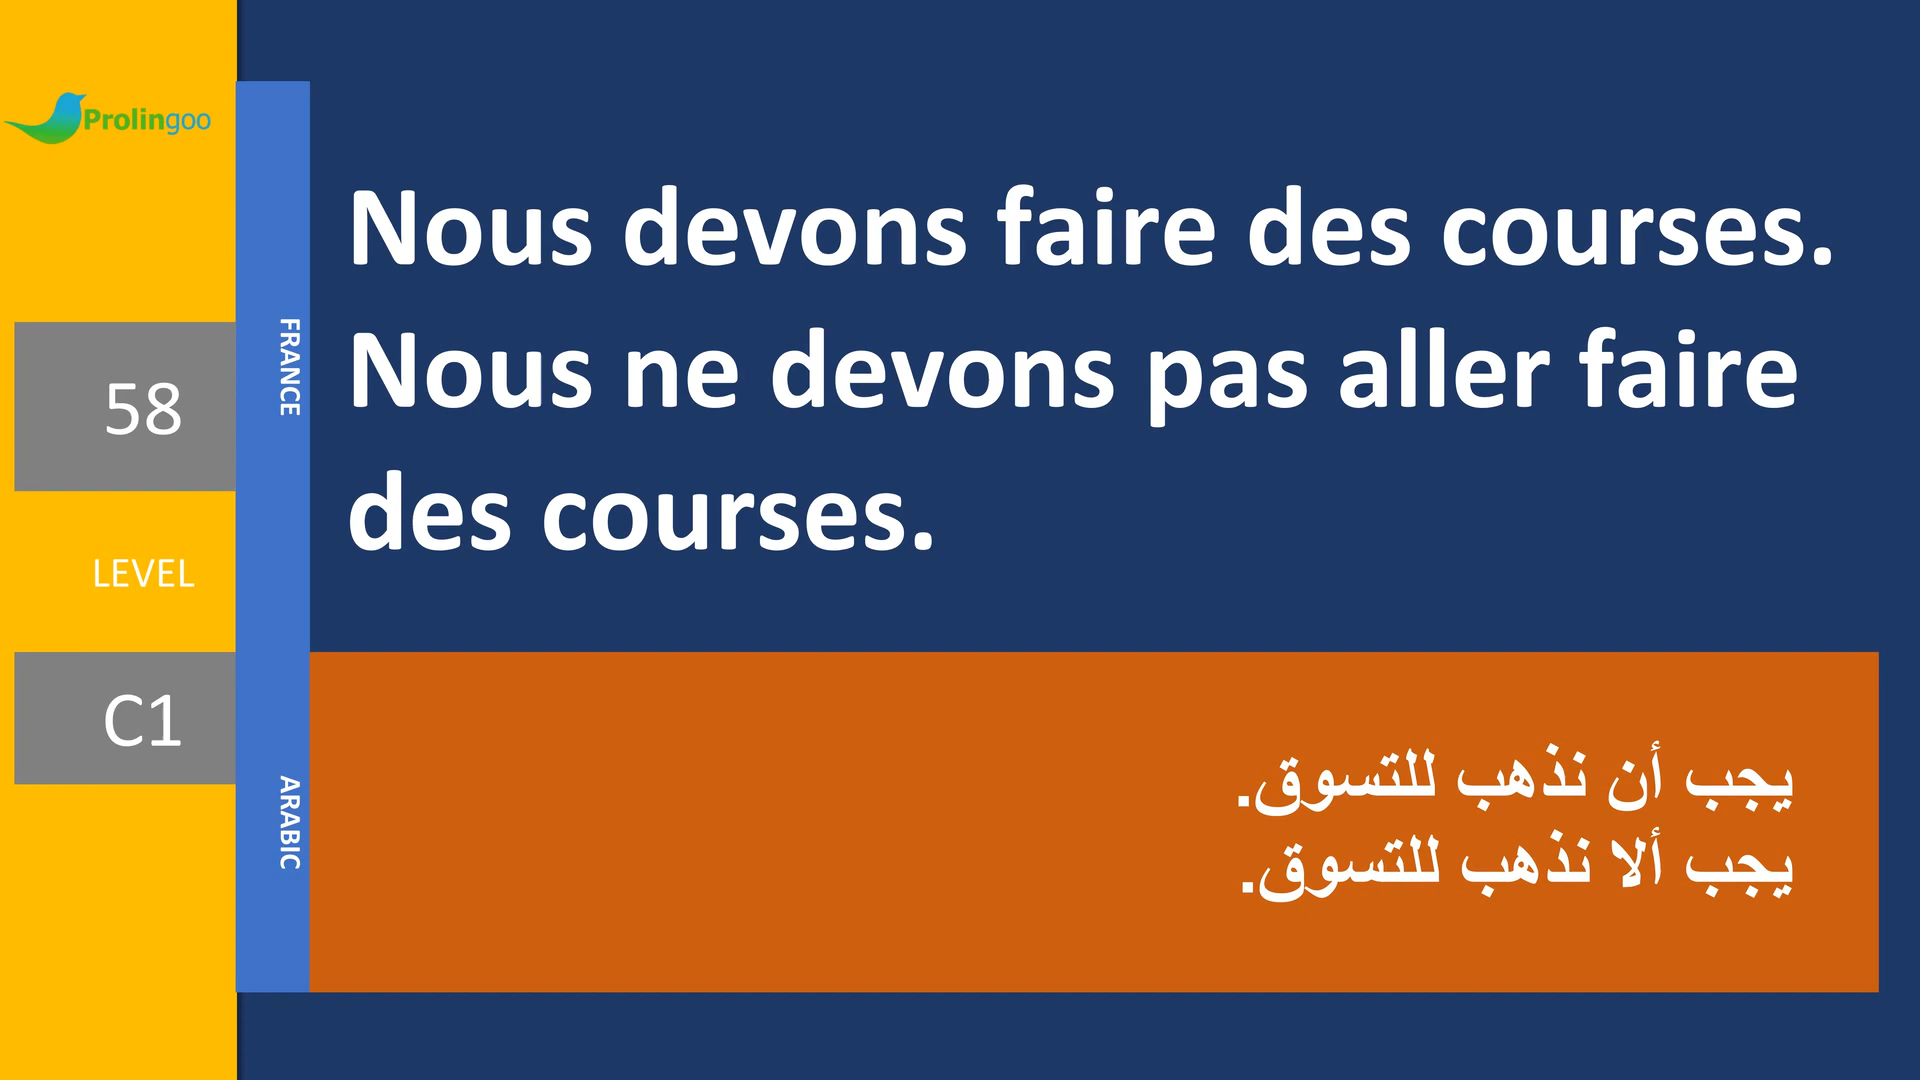 Prolingoo
58
LEVEL
C1
FRANCE
Nous devons faire des courses.
Nous ne devons pas aller faire
des courses.
ARABIC
يجب أن نذهب للتسوق.
يجب ألا نذهب للتسوق.